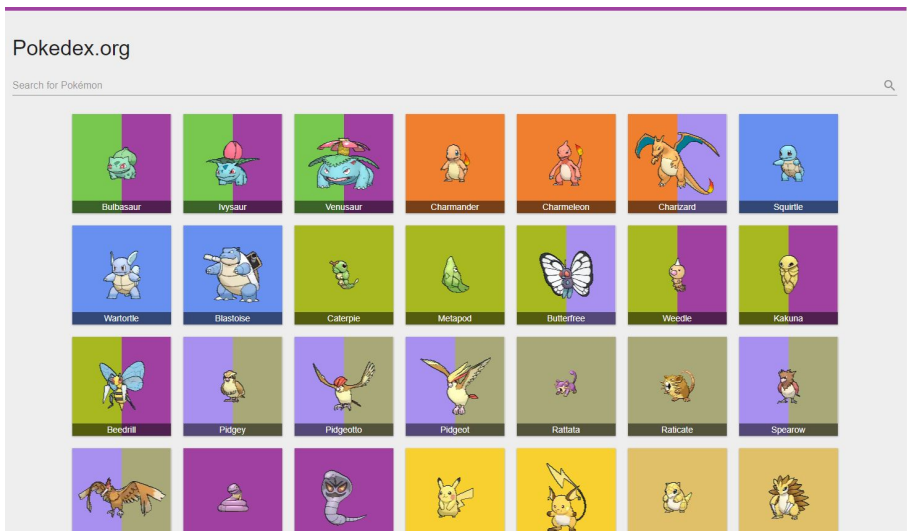 Pokedex.org
Search for Pokémon
Bulbasaur Ivysaur Venusaur Charmander Charmeleon Charizard Squirtle
Wartortle Blastoise Caterpie Metapod Butterfree Weedle Kakuna
Beedrill Pidgey Pidgeotto Pidgeot Rattata Raticate Spearow